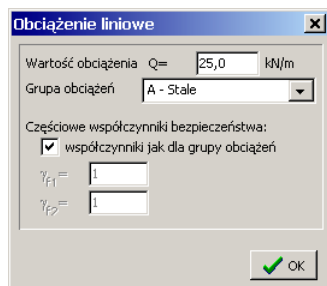 Obciążenie liniowe
Wartość obciążenia Q= 25,0 kN/m
Grupa obciążeń A - Stałe
Częściowe współczynniki bezpieczeństwa:
współczynniki jak dla grupy obciążeń
γf1= 1
γf2= 1
OK